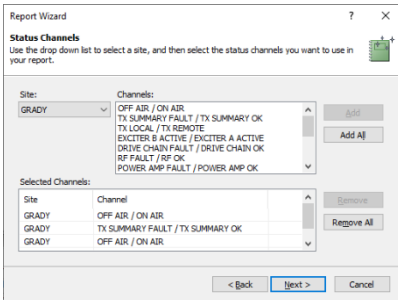 Report Wizard
Status Channels
Use the drop down list to select a site, and then select the status channels you want to use in
your report.
Site:
Channels:
GRADY
OFF AIR / ON AIR
TX SUMMARY FAULT / TX SUMMARY OK
TX LOCAL / TX REMOTE
EXCITER B ACTIVE / EXCITER A ACTIVE
DRIVE CHAIN FAULT / DRIVE CHAIN OK
RF FAULT / RF OK
POWER AMP FAULT / POWER AMP OK
Add
Add All
Selected Channels:
Site Channel
GRADY OFF AIR / ON AIR
GRADY TX SUMMARY FAULT / TX SUMMARY OK
GRADY OFF AIR / ON AIR
Remove
Remove All
< Back
Next >
Cancel